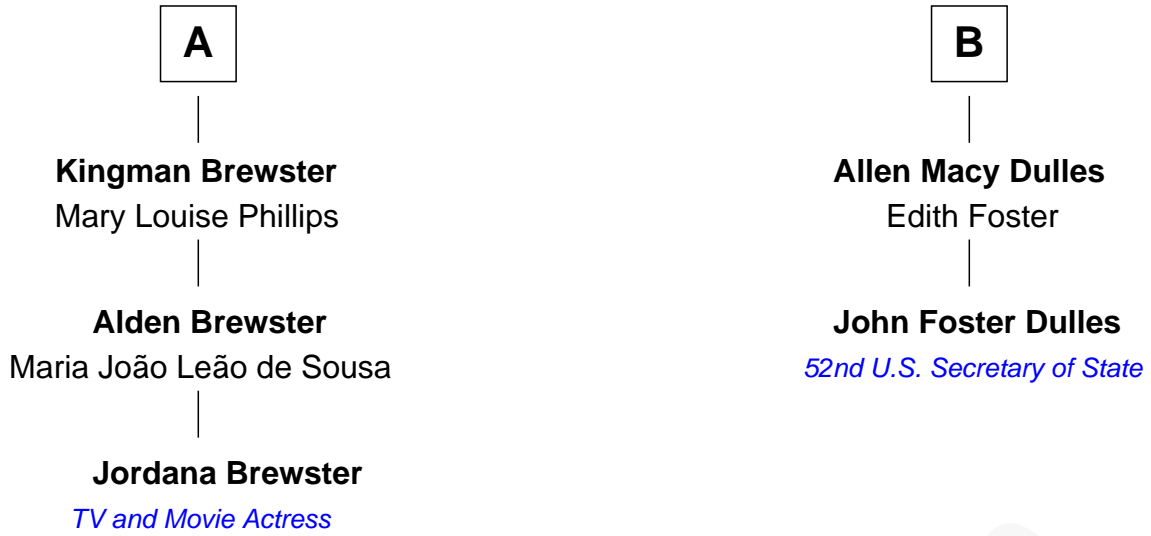 A
B
Kingman Brewster
Mary Louise Phillips
Allen Macy Dulles
Edith Foster
Alden Brewster
Maria João Leão de Sousa
John Foster Dulles
52nd U.S. Secretary of State
Jordana Brewster
TV and Movie Actress